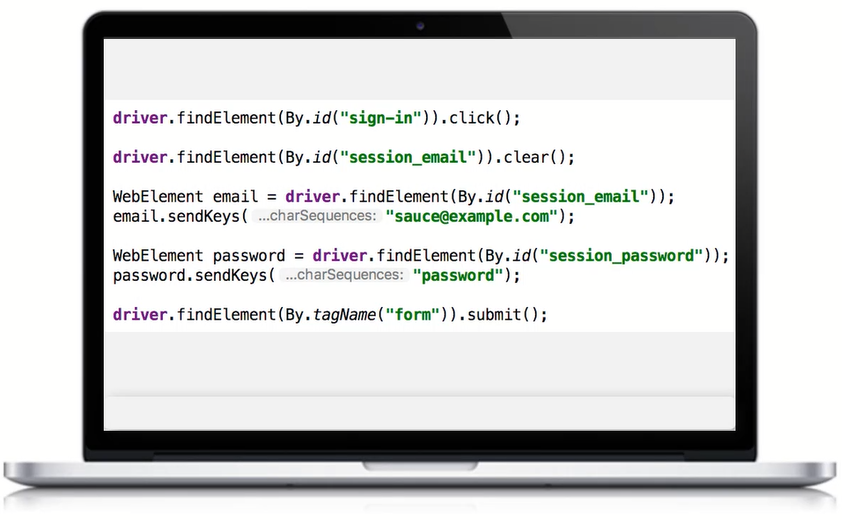 driver.findElement(By.id("sign-in")).click();
driver.findElement(By.id("session_email")).clear();
WebElement email = driver.findElement(By.id("session_email"));
email.sendKeys( ...charSequences: "sauce@example.com");
WebElement password = driver.findElement(By.id("session_password"));
password.sendKeys( ...charSequences: "password");
driver.findElement(By.tagName("form")).submit();